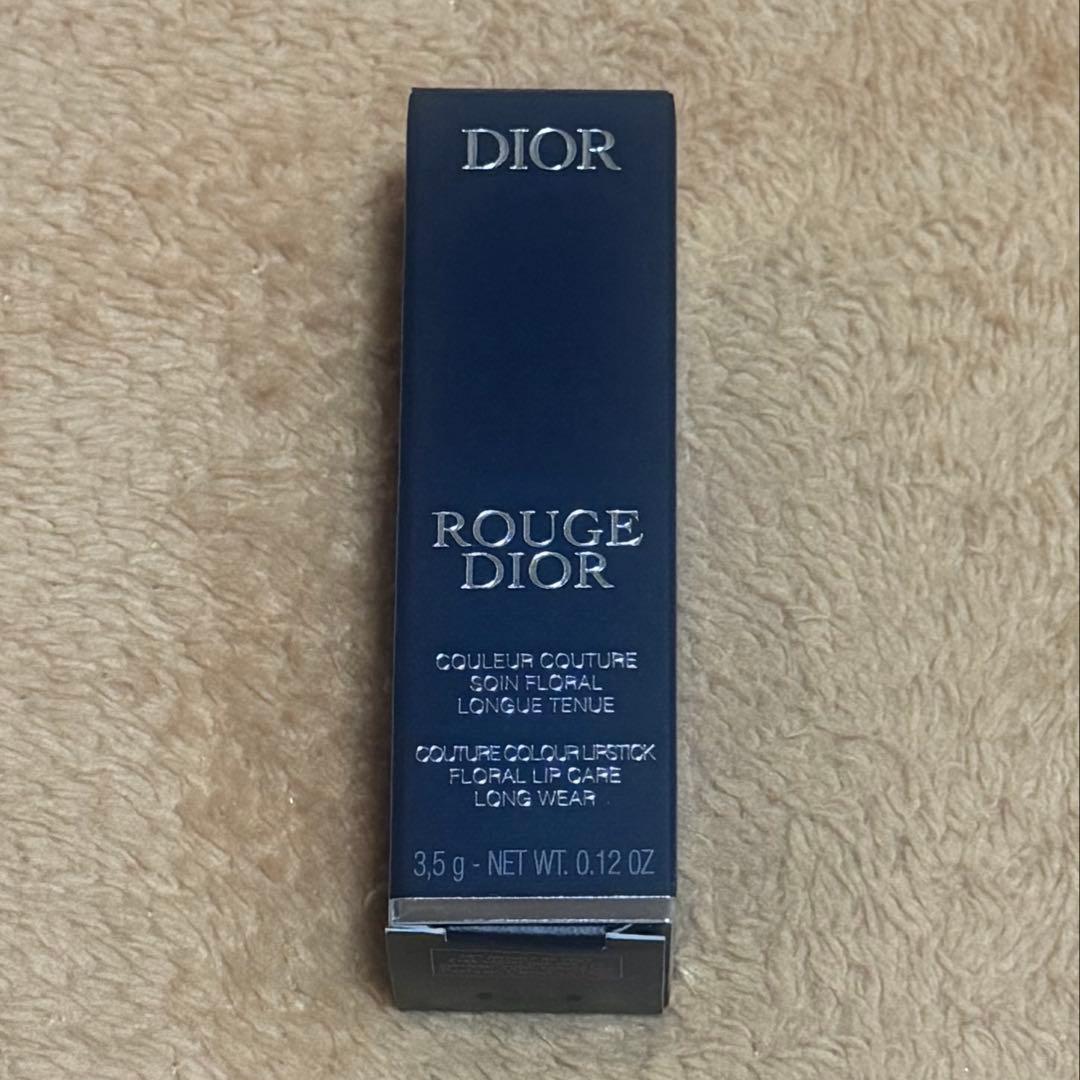 DIOR
ROUGE
DIOR
COULEUR COUTURE
SOIN FLORAL
LONGUE TENUE
COUTURE COLOUR LIPSTICK
FLORAL LIP CARE
LONG WEAR
3,5 g - NET WT. 0.12 OZ